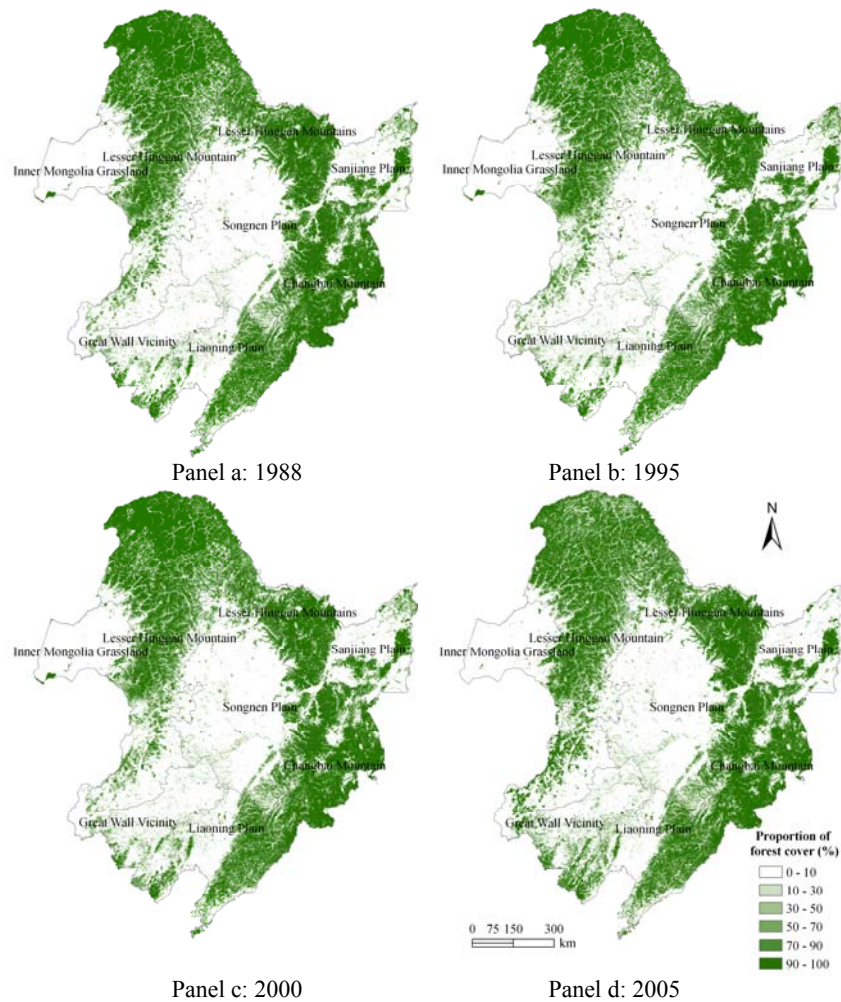 Lesser Hinggan Mountains
Lesser Hinggan Mountain
Sanjiang Plain
Inner Mongolia Grassland
Songnen Plain
Changbai Mountain
Great Wall Vicinity
Liaoning Plain
Panel a: 1988
Lesser Hinggan Mountains
Lesser Hinggan Mountain
Sanjiang Plain
Inner Mongolia Grassland
Songnen Plain
Changbai Mountain
Great Wall Vicinity
Liaoning Plain
Panel b: 1995
Lesser Hinggan Mountains
Lesser Hinggan Mountain
Sanjiang Plain
Inner Mongolia Grassland
Songnen Plain
Changbai Mountain
Great Wall Vicinity
Liaoning Plain
Panel c: 2000
N
Lesser Hinggan Mountains
Lesser Hinggan Mountain
Sanjiang Plain
Inner Mongolia Grassland
Songnen Plain
Changbai Mountain
Great Wall Vicinity
Liaoning Plain
Proportion of
forest cover (%)
0 - 10
10 - 30
30 - 50
50 - 70
70 - 90
90 - 100
0 75 150 300
km
Panel d: 2005